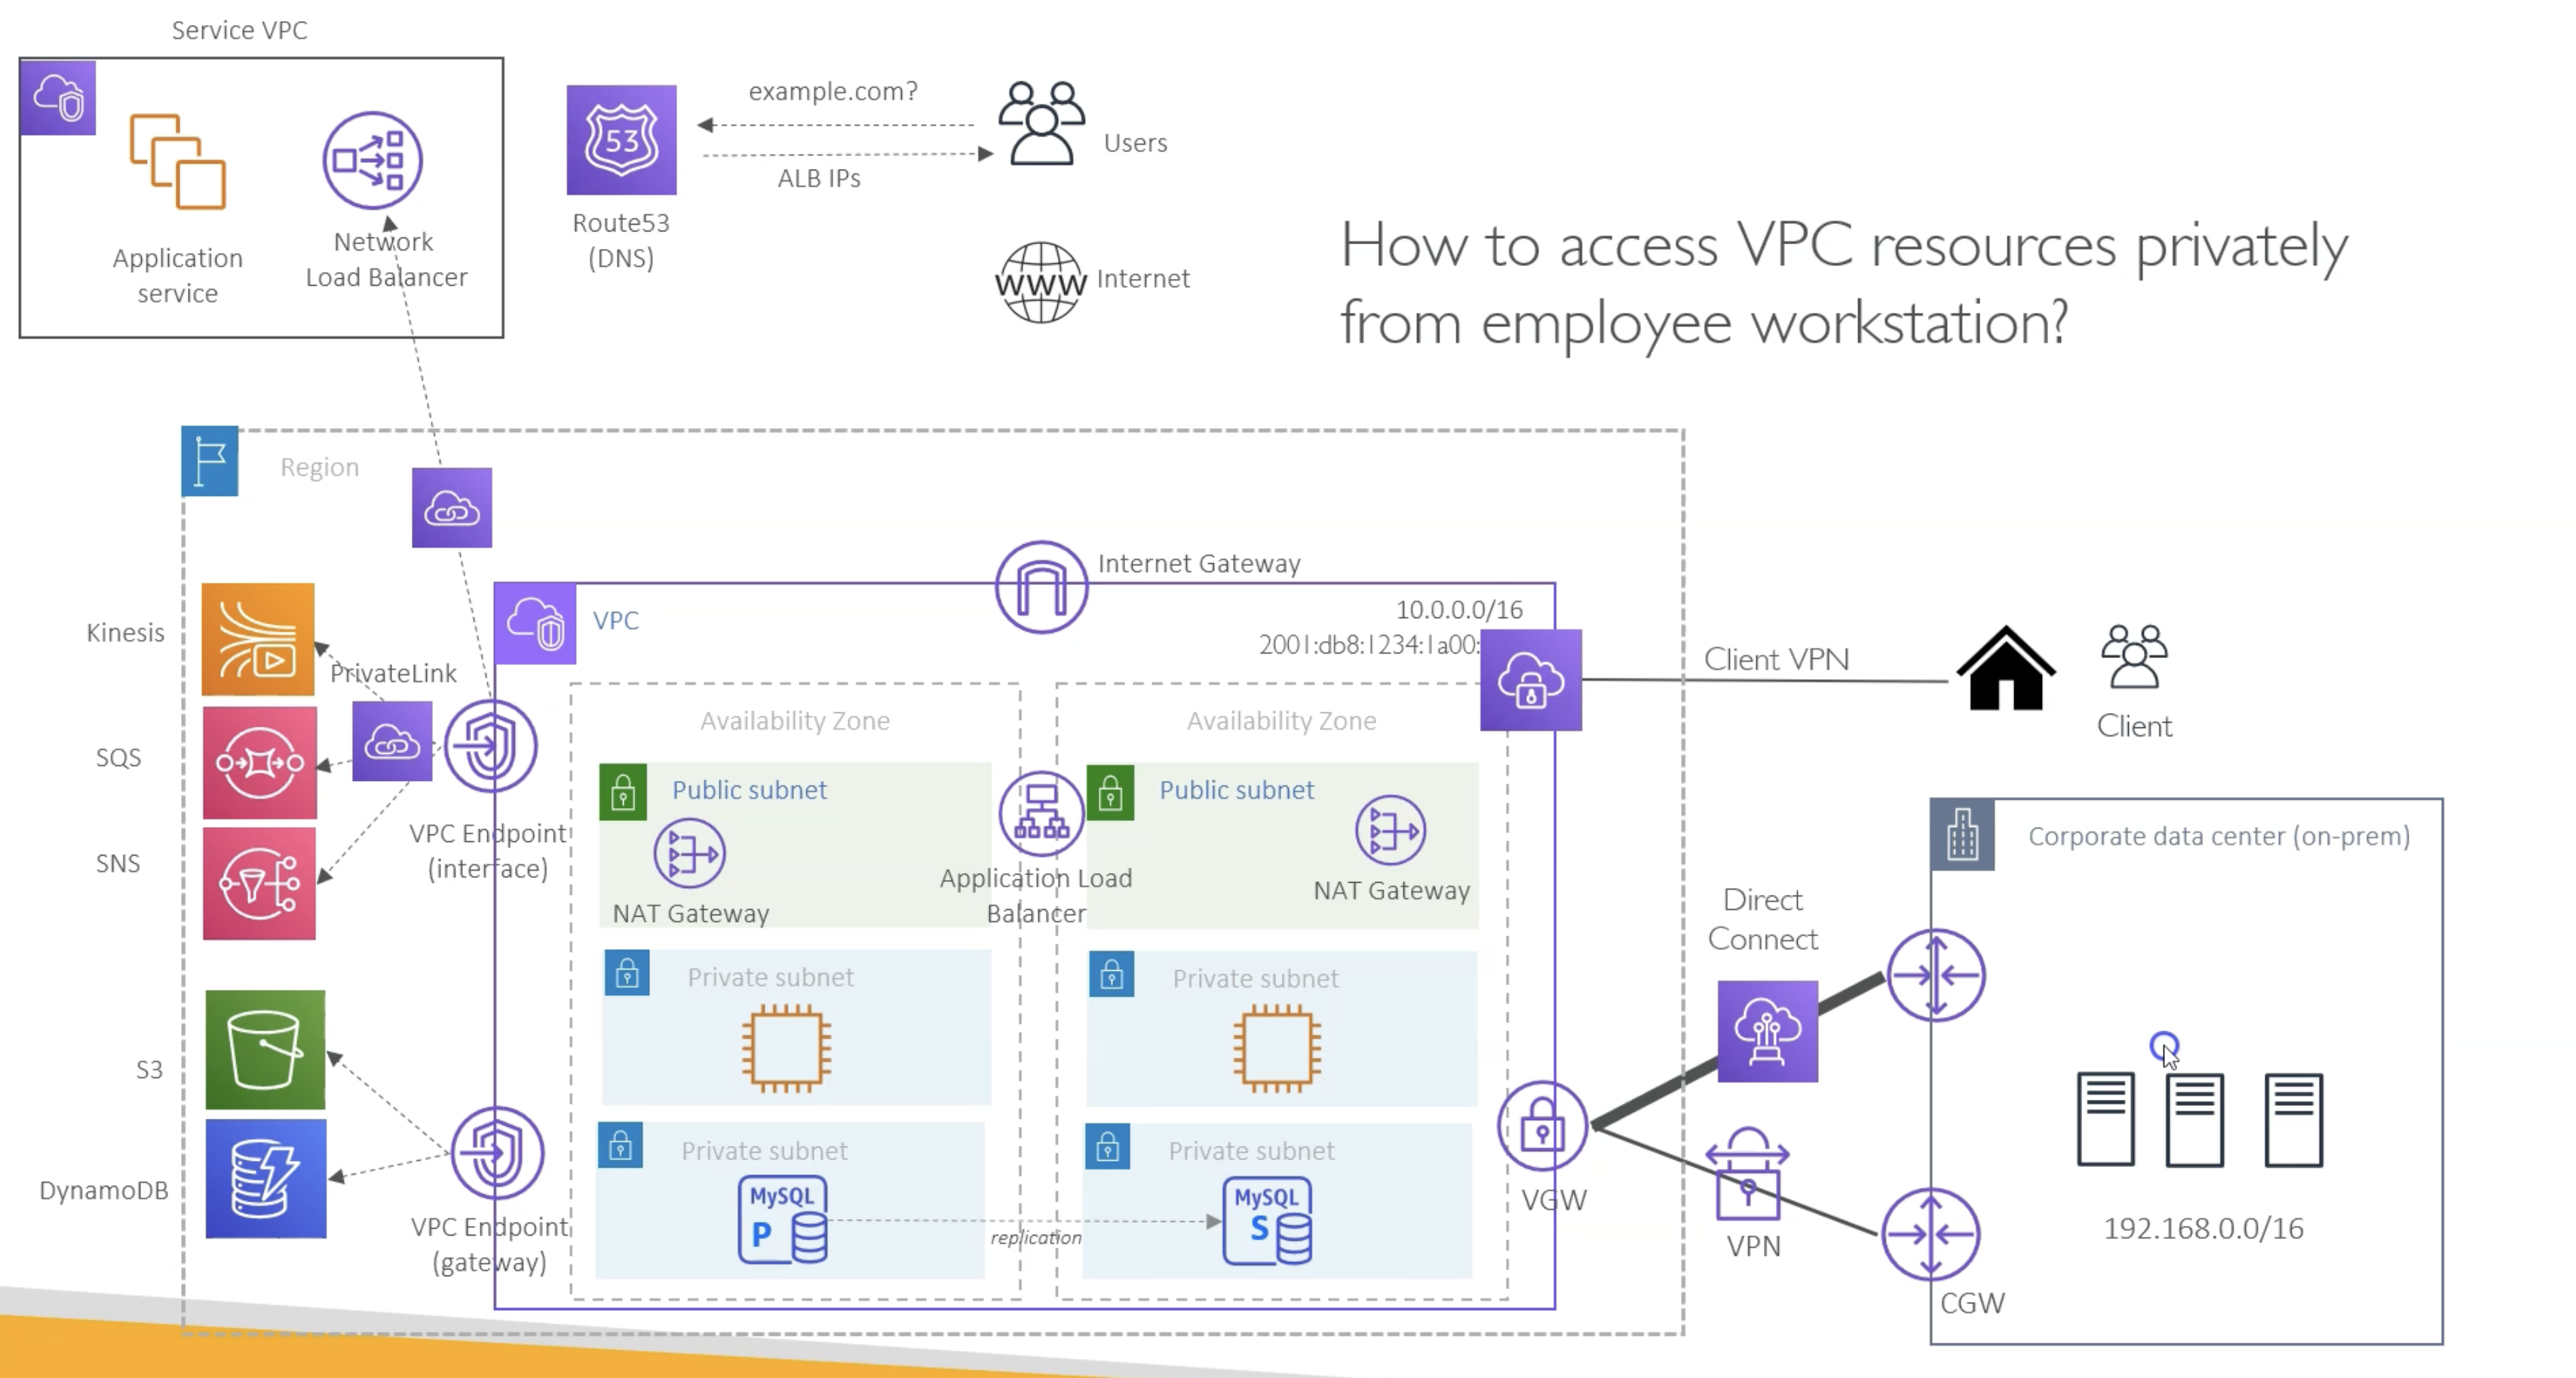 Service VPC
Application
service
Network
Load Balancer
53
Route53
(DNS)
example.com?
ALB IPs
Users
WWW
Internet
How to access VPC resources privately
from employee workstation?
Region
Internet Gateway
VPC
10.0.0.0/16
2001:db8:1234:1a00:
Kinesis
PrivateLink
SQS
SNS
VPC Endpoint
(interface)
S3
DynamoDB
VPC Endpoint
(gateway)
Availability Zone
Public subnet
NAT Gateway
Application Load
Balancer
Private subnet
Private subnet
MySQL
P
replication
Availability Zone
Public subnet
NAT Gateway
Private subnet
Private subnet
MySQL
S
Client VPN
Client
VGW
Direct
Connect
VPN
Corporate data center (on-prem)
192.168.0.0/16
CGW